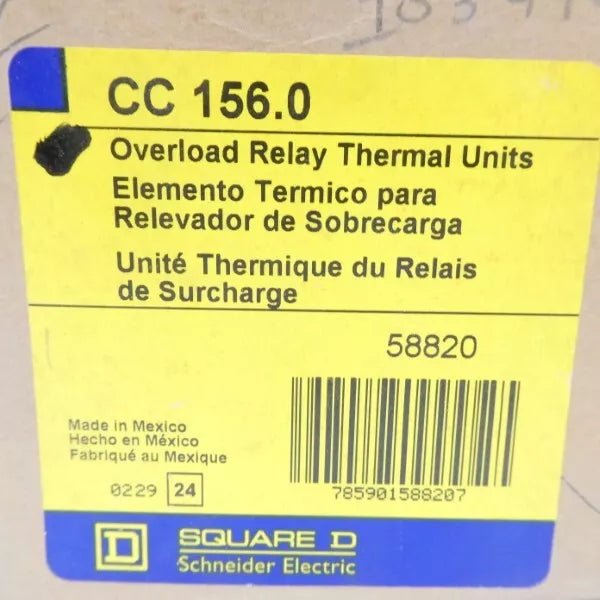 CC 156.0
Overload Relay Thermal Units
Elemento Termico para
Relevador de Sobrecarga
Unité Thermique du Relais
de Surcharge
58820
Made in Mexico
Hecho en México
Fabriqué au Mexique
0229 24
785901588207
D SQUARE D
Schneider Electric